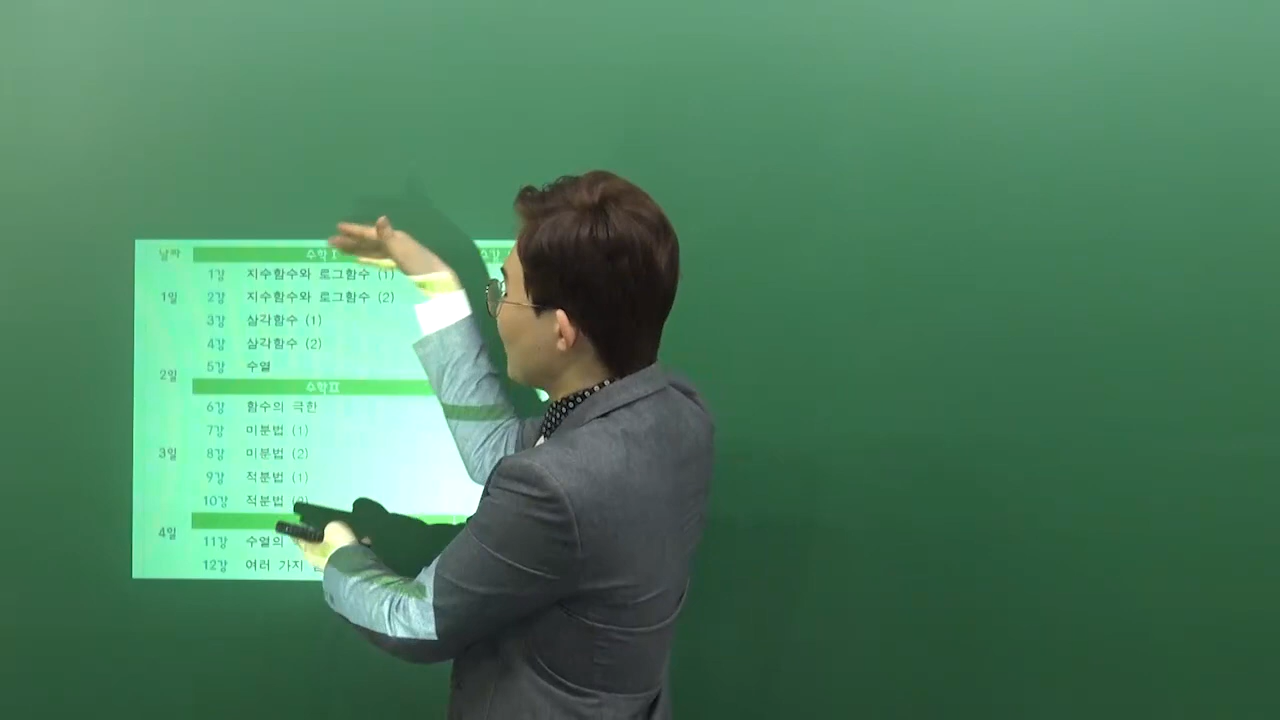 날짜 수학 Ⅰ 수강
1강 지수함수와 로그함수 (1)
1일 2강 지수함수와 로그함수 (2)
3강 삼각함수 (1)
4강 삼각함수 (2)
2일 5강 수열
수학 Ⅱ
6강 함수의 극한
7강 미분법 (1)
3일 8강 미분법 (2)
9강 적분법 (1)
10강 적분법 (2)
4일
11강 수열의
12강 여러 가지